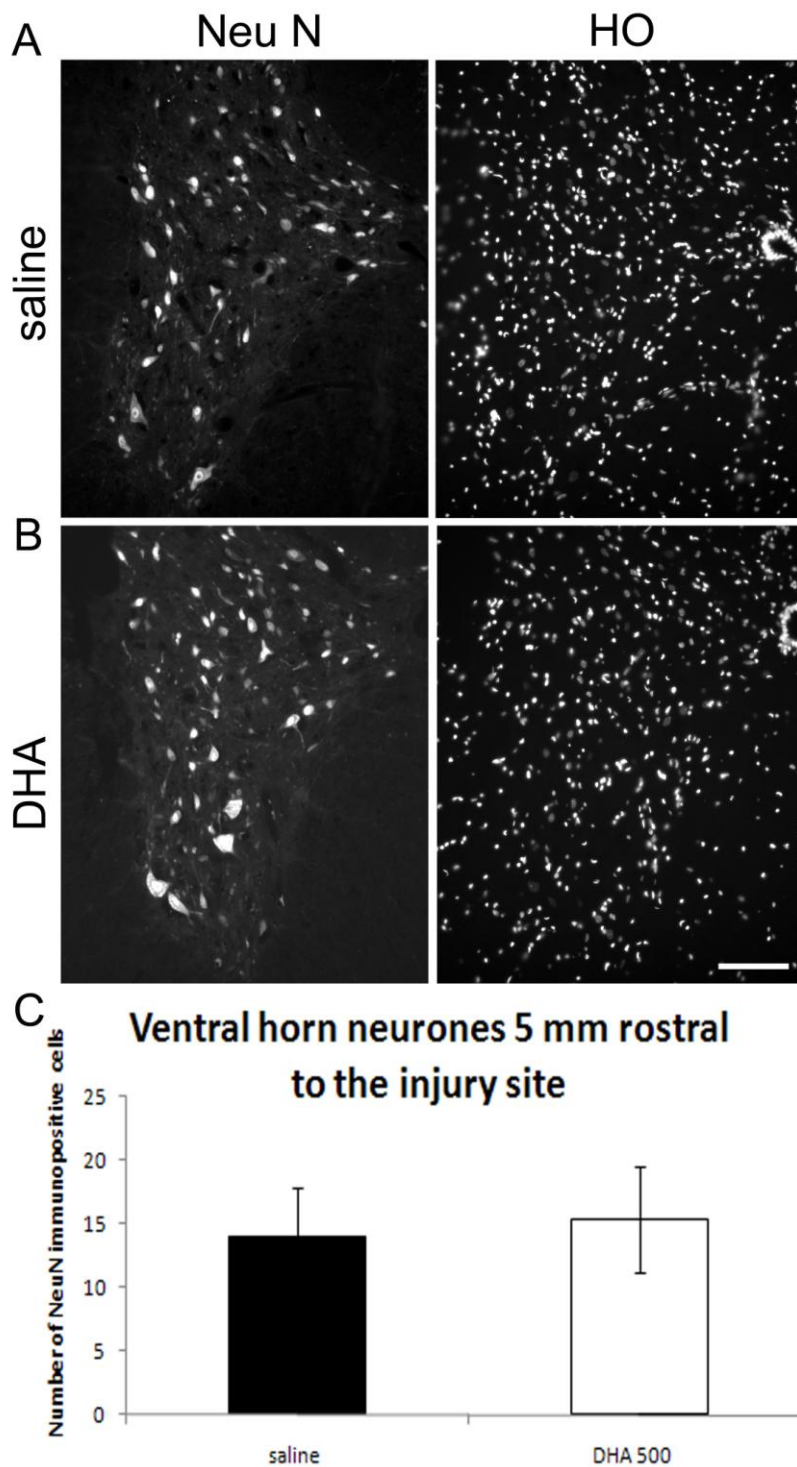 A
Neu N
HO
saline
B
DHA
C
Ventral horn neurones 5 mm rostral
to the injury site
Number of NeuN immunopositive cells
25
20
15
10
5
0
saline
DHA 500